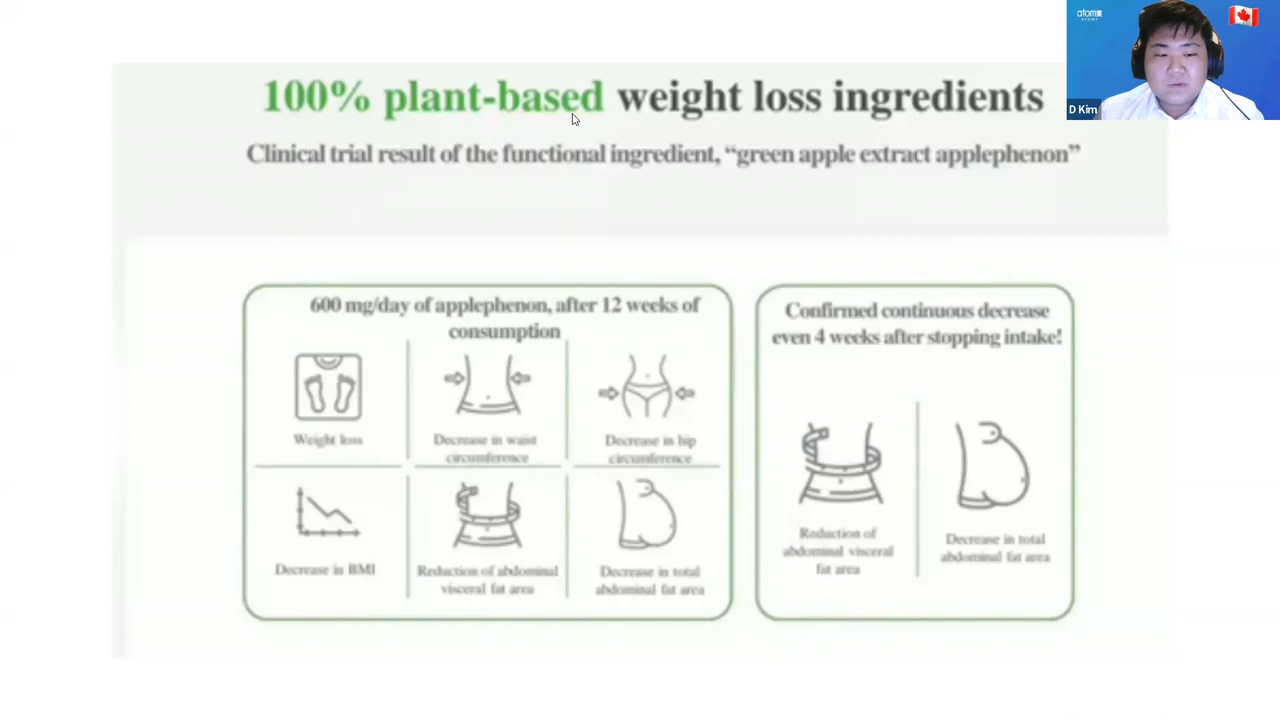 100% plant-based weight loss ingredients
Clinical trial result of the functional ingredient, “green apple extract applephenon”
600 mg/day of applephenon, after 12 weeks of
consumption
Weight loss
Decrease in waist
circumference
Decrease in hip
circumference
Decrease in BMI
Reduction of abdominal
visceral fat area
Decrease in total
abdominal fat area
Confirmed continuous decrease
even 4 weeks after stopping intake!
Reduction of
abdominal visceral
fat area
Decrease in total
abdominal fat area
D Kim